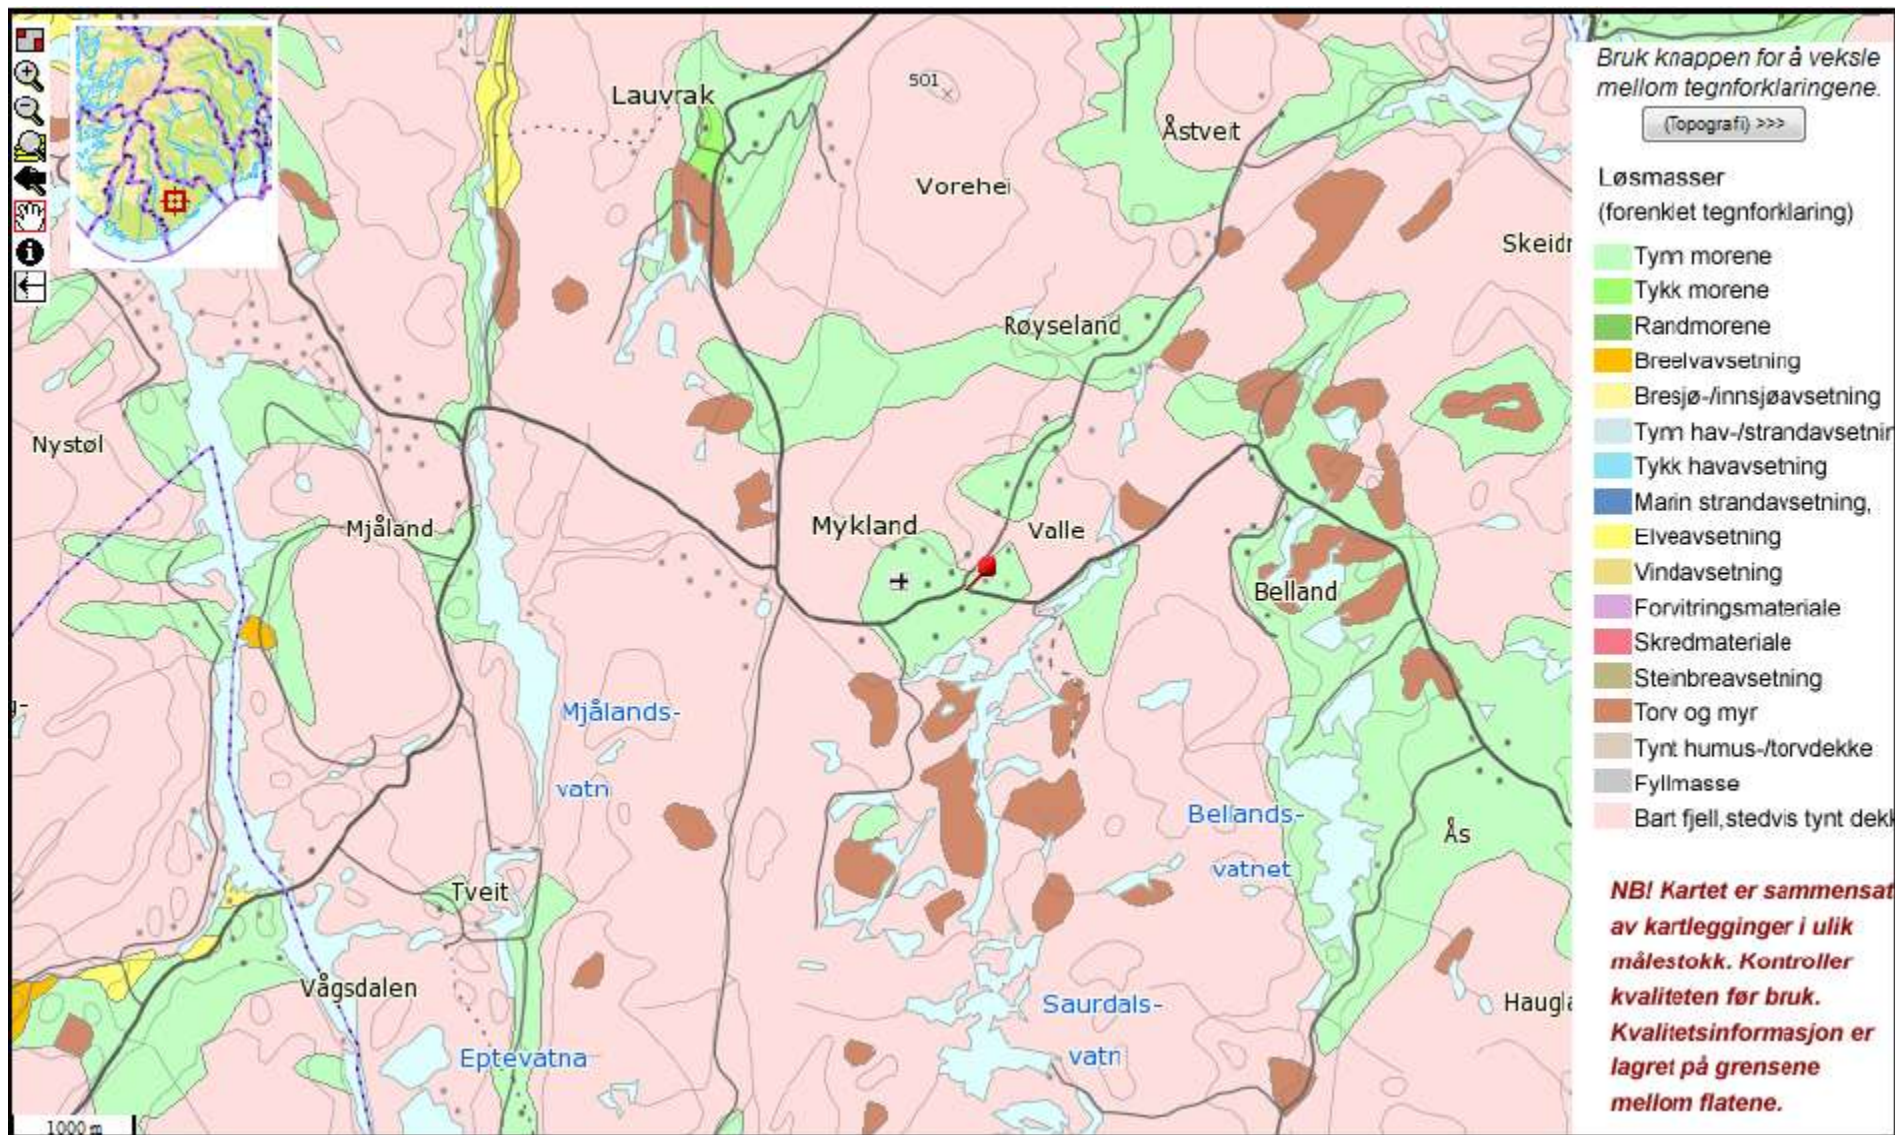 Lauvrak
501
Vorehei
Åstveit
Skeidr
Røyseland
Nystøl
Mjåland
Mykland
Valle
Belland
g-
Mjålands-
vatn
Bellands-
vatnet
Ås
Tveit
Vågsdalen
Eptevatna
Saurdals-
vatn
Haugla
1000 m
Bruk knappen for å veksle
mellom tegnforklaringene.
(Topografi) >>>
Løsmasser
(forenklet tegnforklaring)
Tynn morene
Tykk morene
Randmorene
Breelvavsetning
Bresjø-/innsjøavsetning
Tynn hav-/strandavsetnin
Tykk havavsetning
Marin strandavsetning,
Elveavsetning
Vindavsetning
Forvitringsmateriale
Skredmateriale
Steinbreavsetning
Torv og myr
Tynt humus-/torvdekke
Fyllmasse
Bart fjell,stedvis tynt dekk
NB! Kartet er sammensat
av kartlegginger i ulik
målestokk. Kontroller
kvaliteten før bruk.
Kvalitetsinformasjon er
lagret på grensene
mellom flatene.